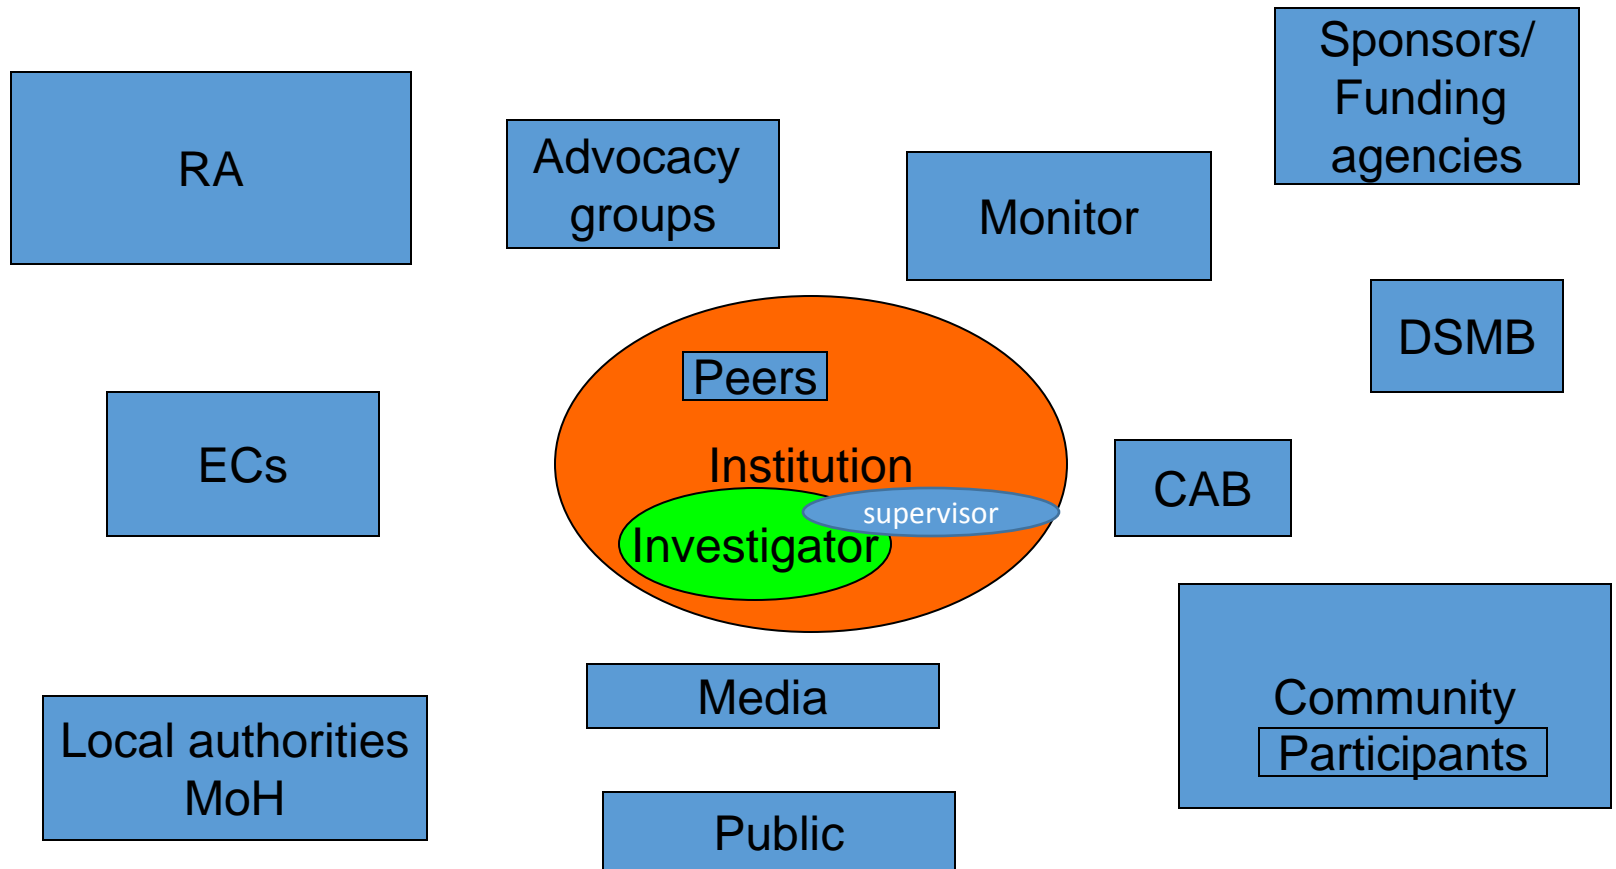 Sponsors/
Funding
agencies
RA
Advocacy
groups
Monitor
DSMB
Peers
ECs
Institution
CAB
supervisor
Investigator
Media
Community
Participants
Local authorities
MoH
Public